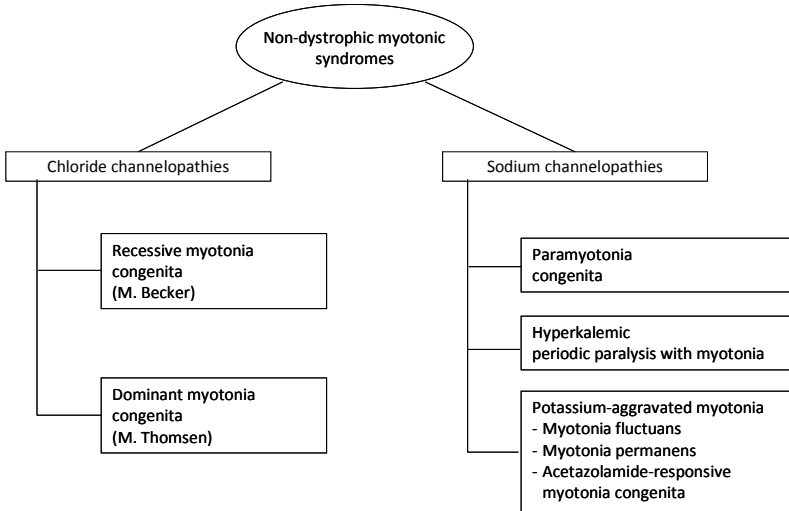 Non-dystrophic myotonic
syndromes
Chloride channelopathies
Sodium channelopathies
Recessive myotonia
congenita
(M. Becker)
Dominant myotonia
congenita
(M. Thomsen)
Paramyotonia
congenita
Hyperkalemic
periodic paralysis with myotonia
Potassium-aggravated myotonia
- Myotonia fluctuans
- Myotonia permanens
- Acetazolamide-responsive
myotonia congenita